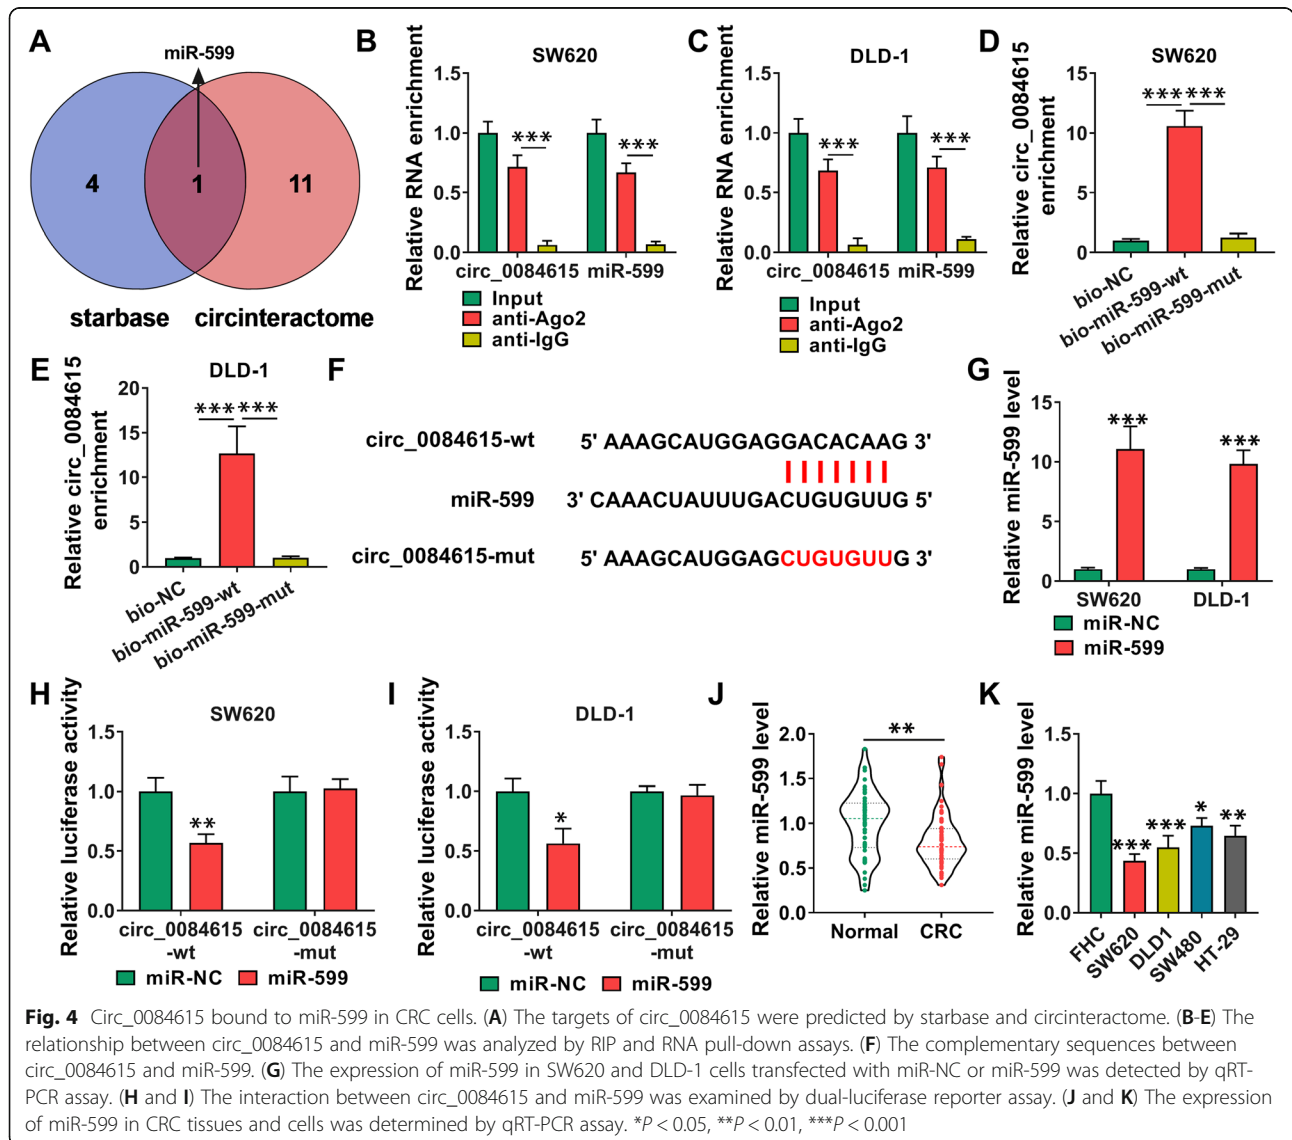 A
miR-599
4
1
11
starbase
circinteractome
B
SW620
Relative RNA enrichment
1.5
1.0
0.5
0.0
***
***
circ_0084615
miR-599
Input
anti-Ago2
anti-IgG
C
DLD-1
Relative RNA enrichment
1.5
1.0
0.5
0.0
***
***
circ_0084615
miR-599
Input
anti-Ago2
anti-IgG
D
SW620
Relative circ_0084615
enrichment
15
10
5
0
*** ***
bio-NC
bio-miR-599-wt
bio-miR-599-mut
E
DLD-1
Relative circ_0084615
enrichment
20
15
10
5
0
*** ***
bio-NC
bio-miR-599-wt
bio-miR-599-mut
F
circ_0084615-wt 5' AAAGCAUGGAGGACACAAG 3'
miR-599 3' CAAACUAUUUGACUGUGUUG 5'
circ_0084615-mut 5' AAAGCAUGGAGCUGUGUUG 3'
G
Relative miR-599 level
15
10
5
0
***
***
SW620
DLD-1
miR-NC
miR-599
H
SW620
Relative luciferase activity
1.5
1.0
0.5
0.0
**
circ_0084615
-wt
circ_0084615
-mut
miR-NC
miR-599
I
DLD-1
Relative luciferase activity
1.5
1.0
0.5
0.0
*
circ_0084615
-wt
circ_0084615
-mut
miR-NC
miR-599
J
Relative miR-599 level
2.0
1.5
1.0
0.5
0.0
**
Normal
CRC
K
Relative miR-599 level
1.5
1.0
0.5
0.0
***
***
*
**
FHC
SW620
DLD1
SW480
HT-29
Fig. 4 Circ_0084615 bound to miR-599 in CRC cells. (A) The targets of circ_0084615 were predicted by starbase and circinteractome. (B-E) The
relationship between circ_0084615 and miR-599 was analyzed by RIP and RNA pull-down assays. (F) The complementary sequences between
circ_0084615 and miR-599. (G) The expression of miR-599 in SW620 and DLD-1 cells transfected with miR-NC or miR-599 was detected by qRT-
PCR assay. (H and I) The interaction between circ_0084615 and miR-599 was examined by dual-luciferase reporter assay. (J and K) The expression
of miR-599 in CRC tissues and cells was determined by qRT-PCR assay. *P < 0.05, **P < 0.01, ***P < 0.001